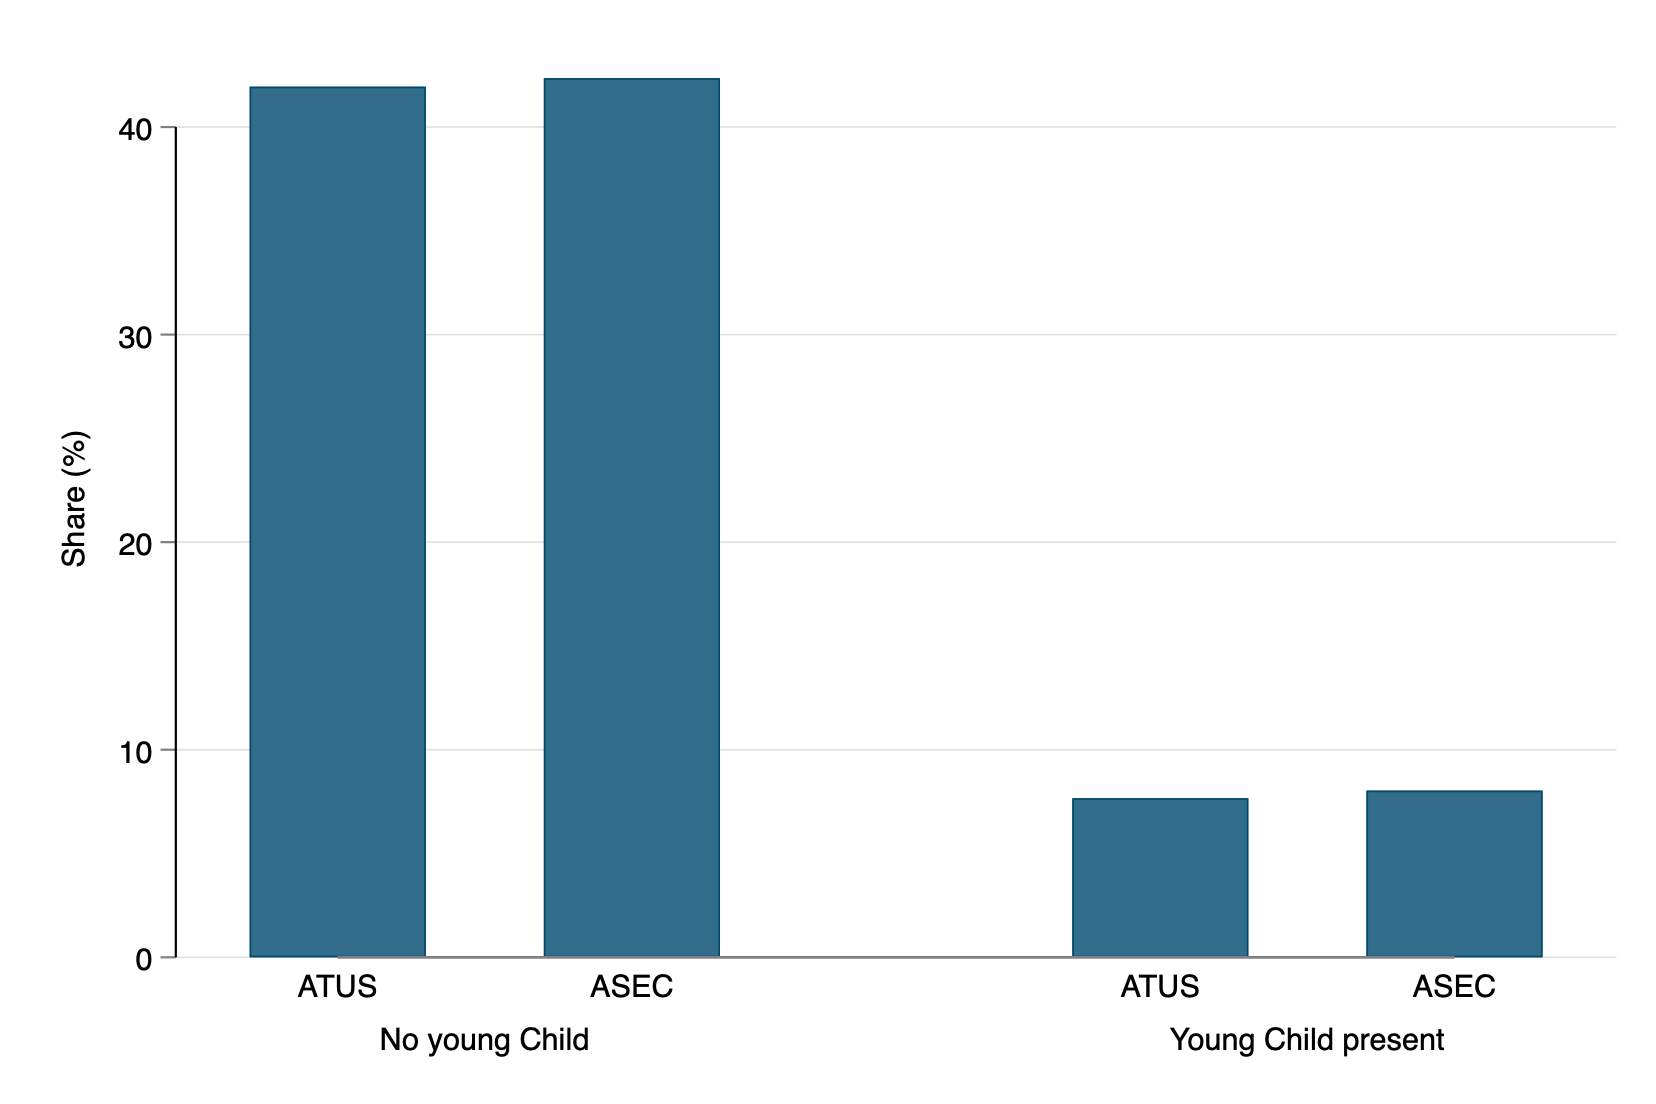 Share (%)
40
30
20
10
0
ATUS
ASEC
ATUS
ASEC
No young Child
Young Child present